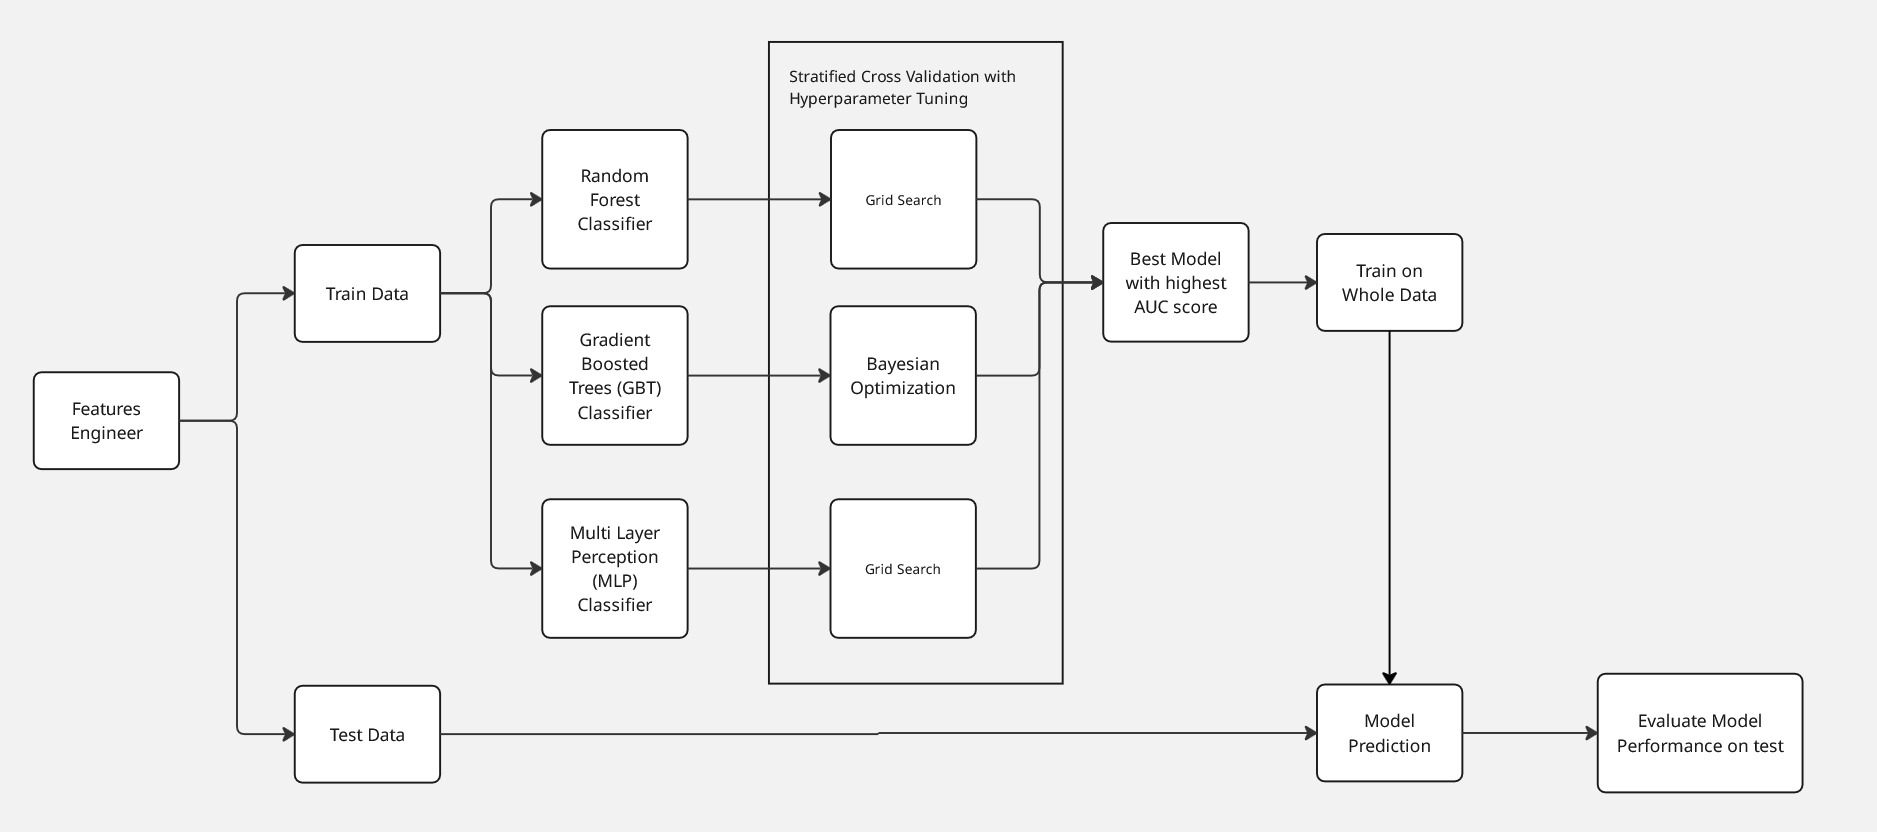 Stratified Cross Validation with
Hyperparameter Tuning
Random
Forest
Classifier
Grid Search
Best Model
with highest
AUC score
Train on
Whole Data
Train Data
Gradient
Boosted
Trees (GBT)
Classifier
Bayesian
Optimization
Features
Engineer
Multi Layer
Perception
(MLP)
Classifier
Grid Search
Test Data
Model
Prediction
Evaluate Model
Performance on test